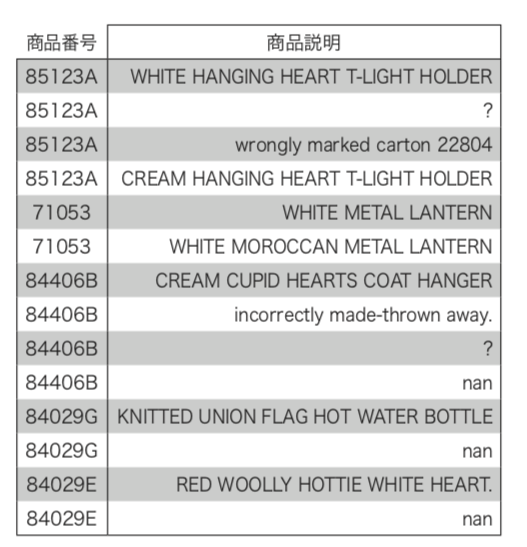 商品番号 商品説明
85123A WHITE HANGING HEART T-LIGHT HOLDER
85123A ?
85123A wrongly marked carton 22804
85123A CREAM HANGING HEART T-LIGHT HOLDER
71053 WHITE METAL LANTERN
71053 WHITE MOROCCAN METAL LANTERN
84406B CREAM CUPID HEARTS COAT HANGER
84406B incorrectly made-thrown away.
84406B ?
84406B nan
84029G KNITTED UNION FLAG HOT WATER BOTTLE
84029G nan
84029E RED WOOLLY HOTTIE WHITE HEART.
84029E nan